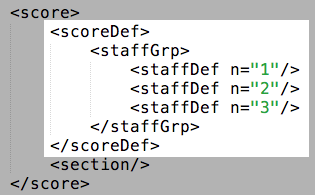 <score>
<scoreDef>
<staffGrp>
<staffDef n="1"/>
<staffDef n="2"/>
<staffDef n="3"/>
</staffGrp>
</scoreDef>
<section/>
</score>